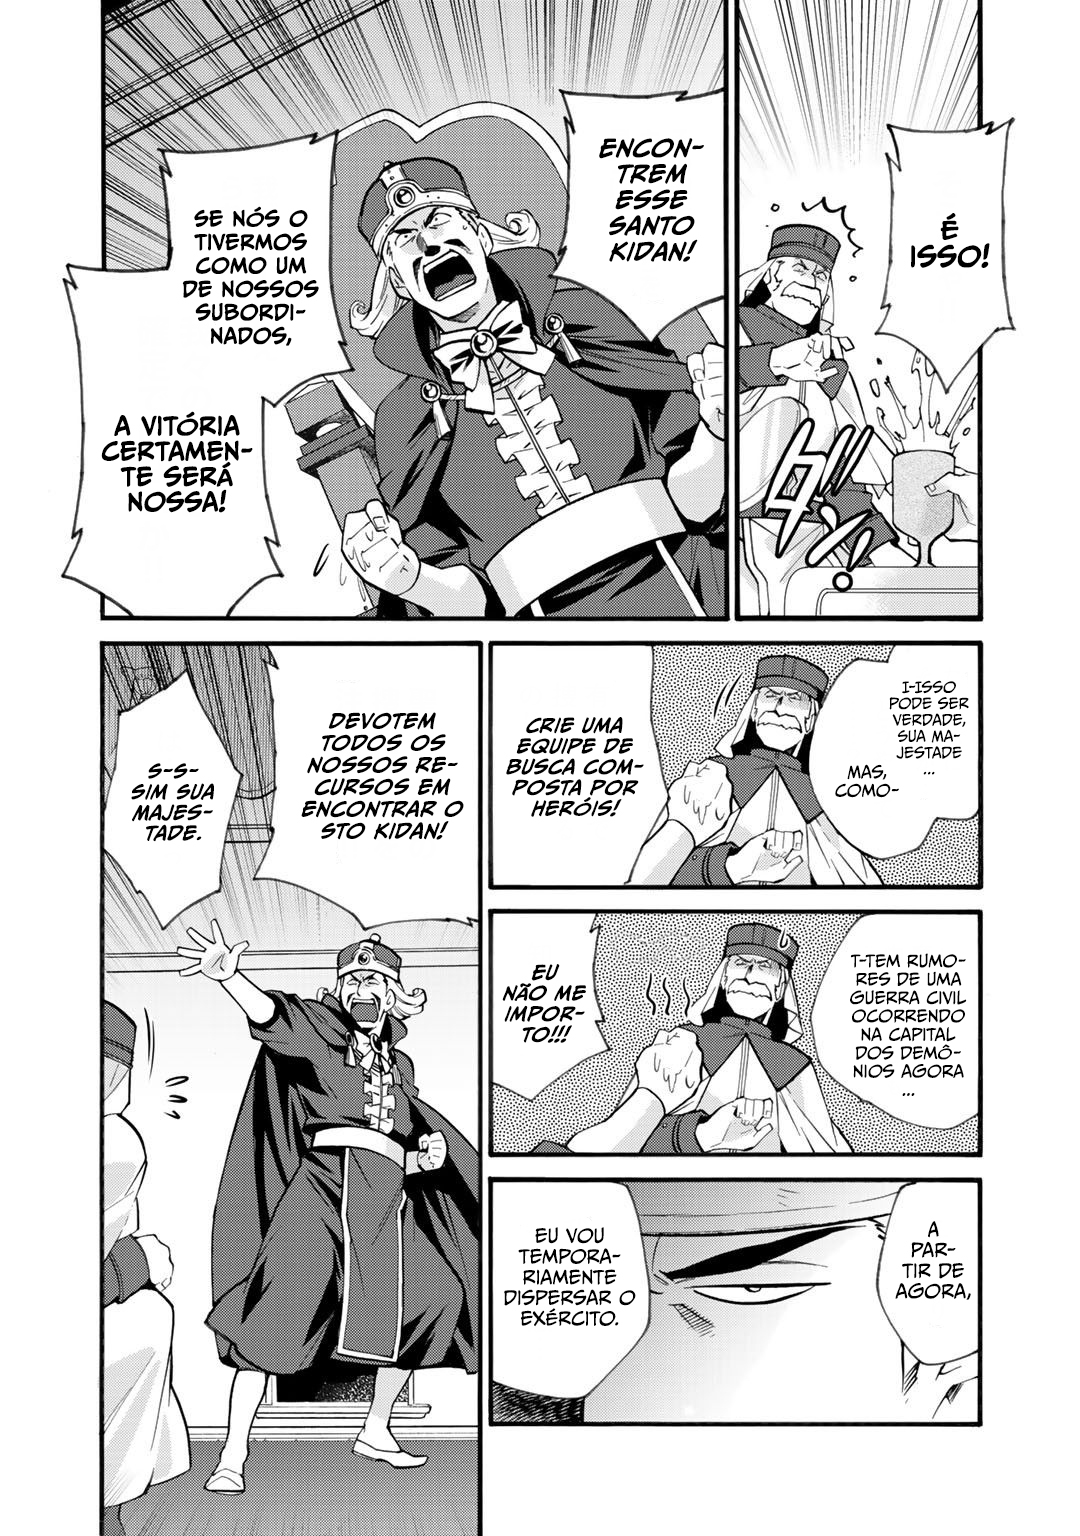 É
ISSO!
ダン
ENCON-
TREM
ESSE
SANTO
KIDAN!
SE NÓS O
TIVERMOS
COMO UM
DE NOSSOS
SUBORDI-
NADOS,
A VITÓRIA
CERTAMEN-
TE SERÁ
NOSSA!
I-ISSO
PODE SER
VERDADE,
SUA MA-
JESTADE
...
MAS,
COMO-
CRIE UMA
EQUIPE DE
BUSCA COM-
POSTA POR
HERÓIS!
T-TEM RUMO-
RES DE UMA
GUERRA CIVIL
OCORRENDO
NA CAPITAL
DOS DEMÔ-
NIOS AGORA
...
EU
NÃO ME
IMPOR-
TO!!!
A
PAR-
TIR DE
AGORA,
EU VOU
TEMPORA-
RIAMENTE
DISPERSAR O
EXÉRCITO.
DEVOTEM
TODOS OS
NOSSOS RE-
CURSOS EM
ENCONTRAR O
STO KIDAN!
S-S-
SIM SUA
MAJES-
TADE.